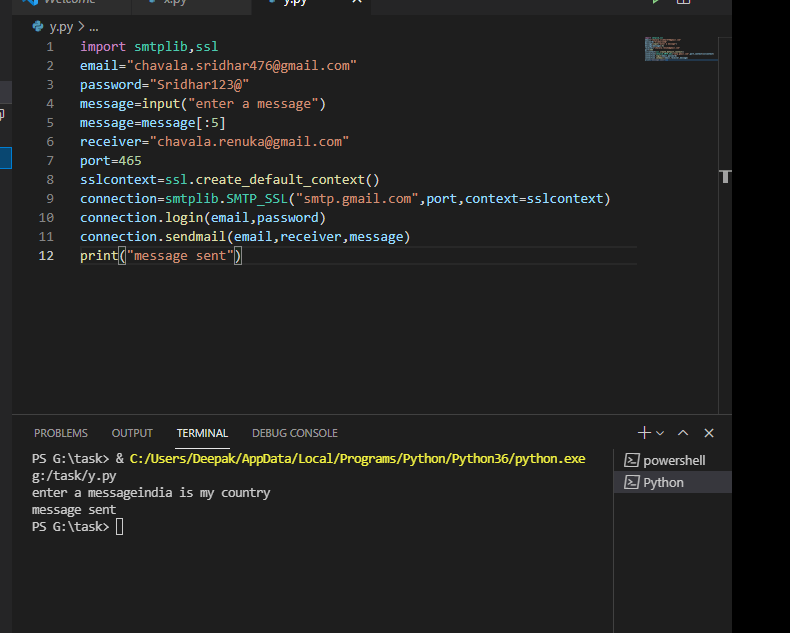 Welcome x.py y.py
y.py > ...
1 import smtplib,ssl
2 email="chavala.sridhar476@gmail.com"
3 password="Sridhar123@"
4 message=input("enter a message")
5 message=message[:5]
6 receiver="chavala.renuka@gmail.com"
7 port=465
8 sslcontext=ssl.create_default_context()
9 connection=smtplib.SMTP_SSL("smtp.gmail.com",port,context=sslcontext)
10 connection.login(email,password)
11 connection.sendmail(email,receiver,message)
12 print("message sent")
PROBLEMS OUTPUT TERMINAL DEBUG CONSOLE
PS G:\task> & C:/Users/Deepak/AppData/Local/Programs/Python/Python36/python.exe
g:/task/y.py
enter a messageindia is my country
message sent
PS G:\task>
powershell
Python